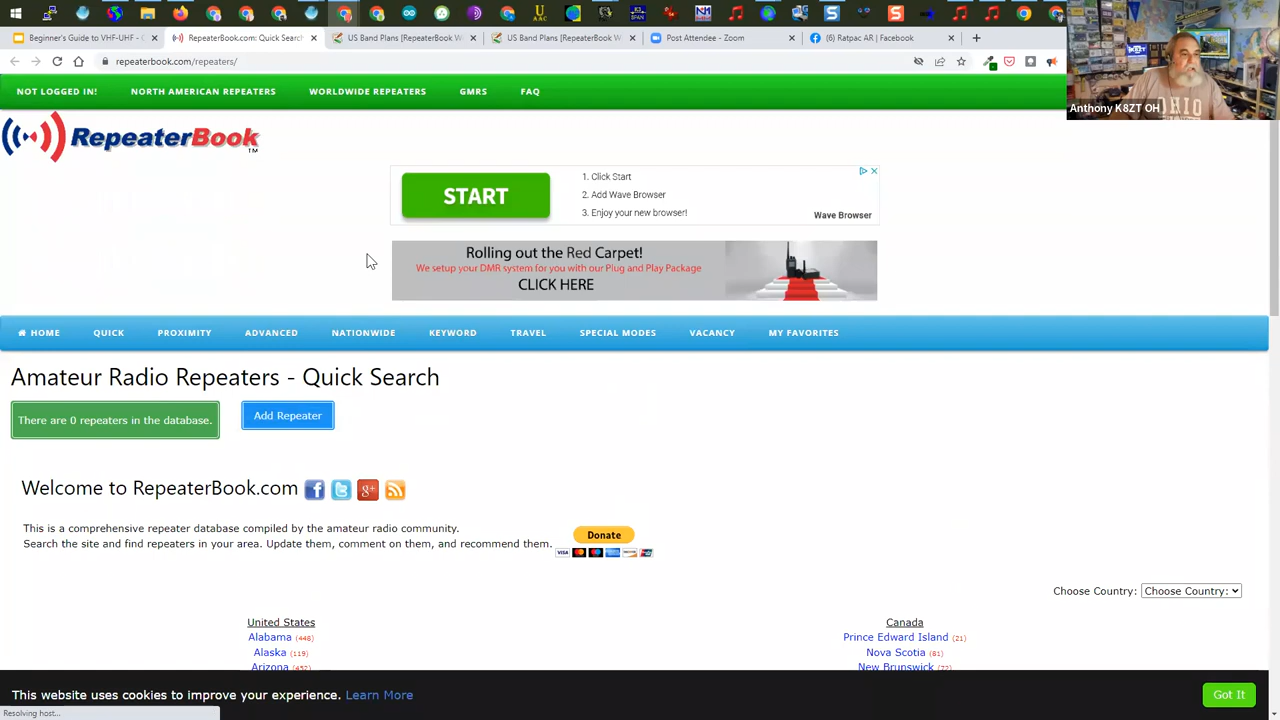 Beginner's Guide to VHF-UHF - C
RepeaterBook.com: Quick Search
US Band Plans [RepeaterBook W
US Band Plans [RepeaterBook W
Post Attendee - Zoom
(6) Ratpac AR | Facebook
repeaterbook.com/repeaters/
Anthony K8ZT OH
NOT LOGGED IN!
NORTH AMERICAN REPEATERS
WORLDWIDE REPEATERS
GMRS
FAQ
RepeaterBook™
START
1. Click Start
2. Add Wave Browser
3. Enjoy your new browser!
Wave Browser
Rolling out the Red Carpet!
We setup your DMR system for you with our Plug and Play Package
CLICK HERE
HOME
QUICK
PROXIMITY
ADVANCED
NATIONWIDE
KEYWORD
TRAVEL
SPECIAL MODES
VACANCY
MY FAVORITES
Amateur Radio Repeaters - Quick Search
There are 0 repeaters in the database.
Add Repeater
Welcome to RepeaterBook.com
This is a comprehensive repeater database compiled by the amateur radio community.
Search the site and find repeaters in your area. Update them, comment on them, and recommend them.
Donate
Choose Country: Choose Country:
United States
Alabama (448)
Alaska (119)
Arizona (452)
Canada
Prince Edward Island (21)
Nova Scotia (81)
New Brunswick (72)
This website uses cookies to improve your experience. Learn More
Got It
Resolving host...